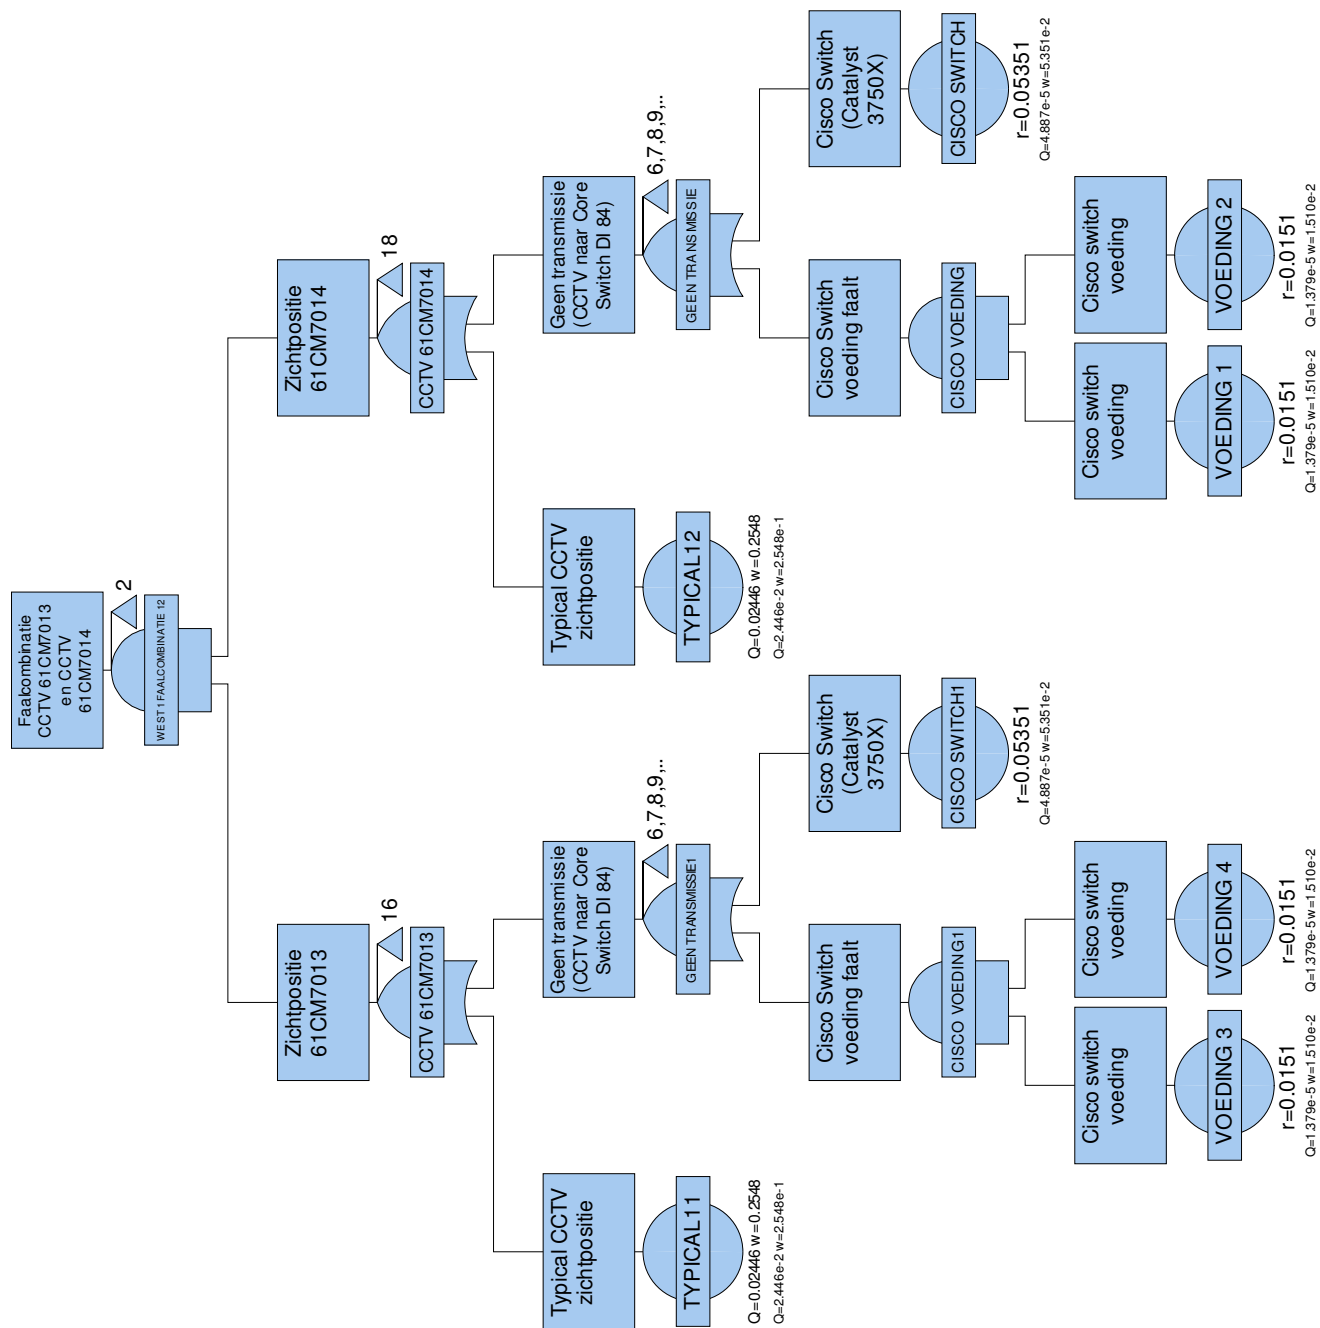 Faalcombinatie
CCTV 61CM7013
en CCTV
61CM7014
2
WEST 1 FAALCOMBINATIE 12
Zichtpositie
61CM7013
16
CCTV 61CM7013
Zichtpositie
61CM7014
18
CCTV 61CM7014
Typical CCTV
zichtpositie
TYPICAL11
Q=0.02446 w=0.2548
Q=2.446e-2 w=2.548e-1
Geen transmissie
(CCTV naar Core
Switch DI 84)
6,7,8,9,..
GEEN TRANSMISSIE1
Typical CCTV
zichtpositie
TYPICAL12
Q=0.02446 w=0.2548
Q=2.446e-2 w=2.548e-1
Geen transmissie
(CCTV naar Core
Switch DI 84)
6,7,8,9,..
GEEN TRANSMISSIE
Cisco Switch
voeding faalt
CISCO VOEDING1
Cisco Switch
(Catalyst
3750X)
CISCO SWITCH1
r=0.05351
Q=4.887e-5 w=5.351e-2
Cisco Switch
voeding faalt
CISCO VOEDING
Cisco Switch
(Catalyst
3750X)
CISCO SWITCH
r=0.05351
Q=4.887e-5 w=5.351e-2
Cisco switch
voeding
VOEDING 3
r=0.0151
Q=1.379e-5 w=1.510e-2
Cisco switch
voeding
VOEDING 4
r=0.0151
Q=1.379e-5 w=1.510e-2
Cisco switch
voeding
VOEDING 1
r=0.0151
Q=1.379e-5 w=1.510e-2
Cisco switch
voeding
VOEDING 2
r=0.0151
Q=1.379e-5 w=1.510e-2